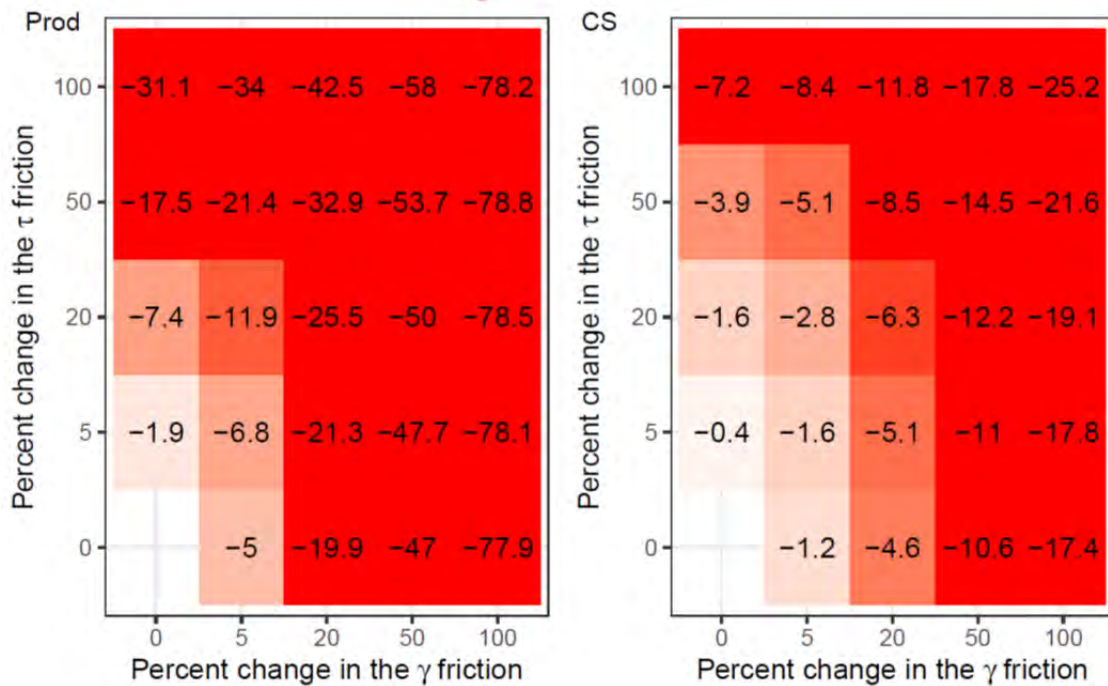 Prod
Percent change in the τ friction
100
−31.1 −34 −42.5 −58 −78.2
50
−17.5 −21.4 −32.9 −53.7 −78.8
20
−7.4 −11.9 −25.5 −50 −78.5
5
−1.9 −6.8 −21.3 −47.7 −78.1
0
−5 −19.9 −47 −77.9
0 5 20 50 100
Percent change in the γ friction
CS
Percent change in the τ friction
100
−7.2 −8.4 −11.8 −17.8 −25.2
50
−3.9 −5.1 −8.5 −14.5 −21.6
20
−1.6 −2.8 −6.3 −12.2 −19.1
5
−0.4 −1.6 −5.1 −11 −17.8
0
−1.2 −4.6 −10.6 −17.4
0 5 20 50 100
Percent change in the γ friction